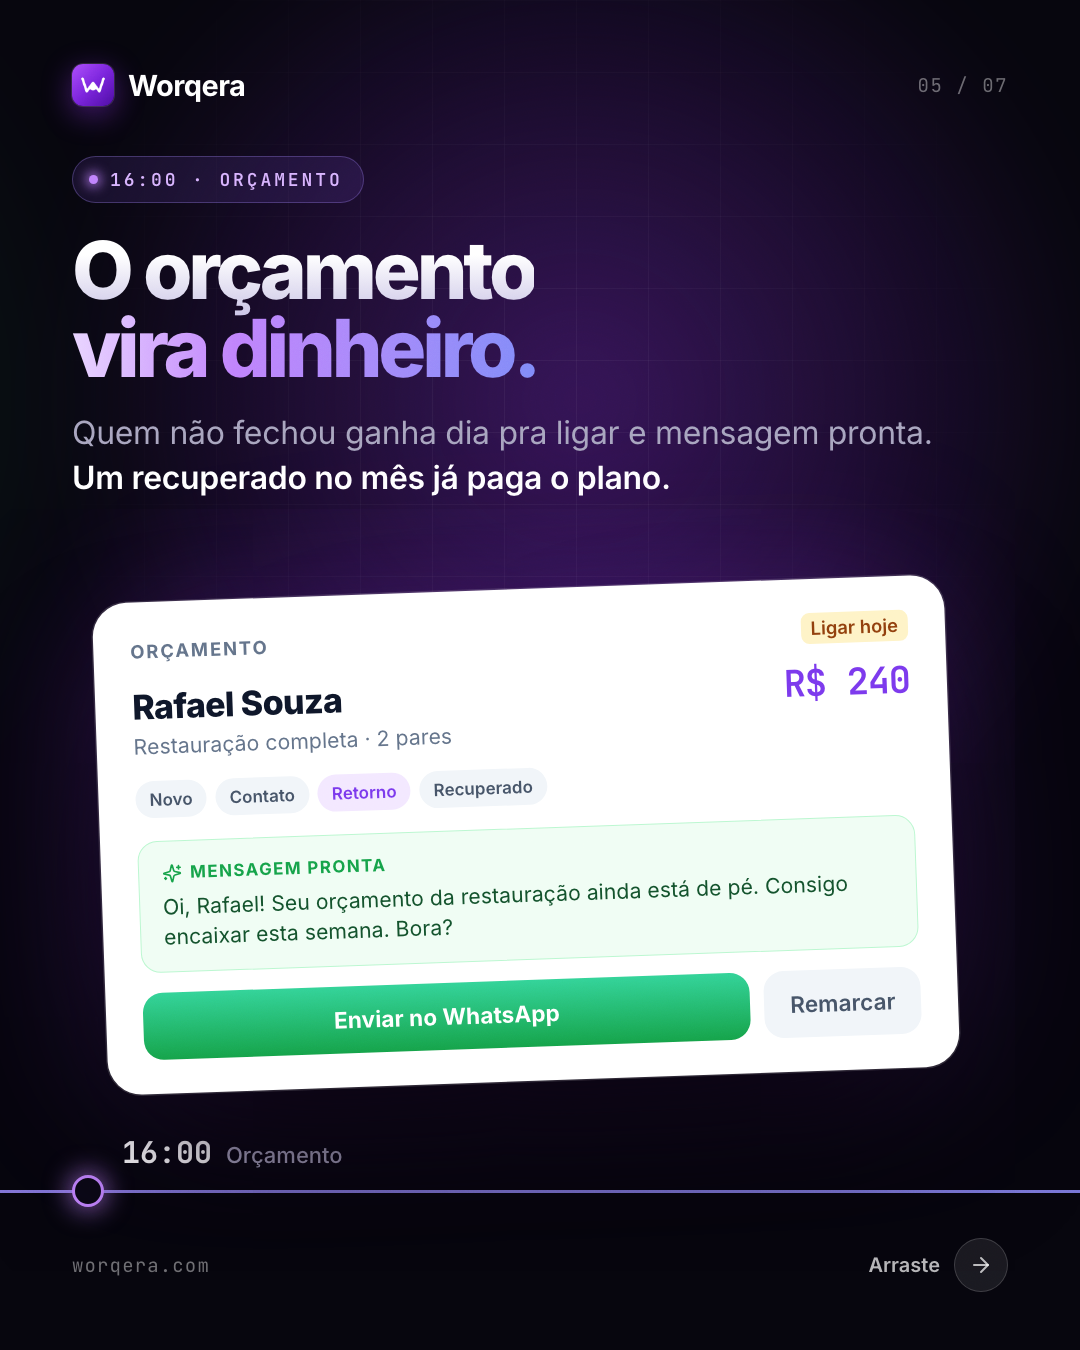 Worqera
05 / 07
16:00 · ORÇAMENTO
O orçamento
vira dinheiro.
Quem não fechou ganha dia pra ligar e mensagem pronta.
Um recuperado no mês já paga o plano.
ORÇAMENTO
Ligar hoje
Rafael Souza
R$ 240
Restauração completa · 2 pares
Novo
Contato
Retorno
Recuperado
MENSAGEM PRONTA
Oi, Rafael! Seu orçamento da restauração ainda está de pé. Consigo
encaixar esta semana. Bora?
Enviar no WhatsApp
Remarcar
16:00 Orçamento
worqera.com
Arraste